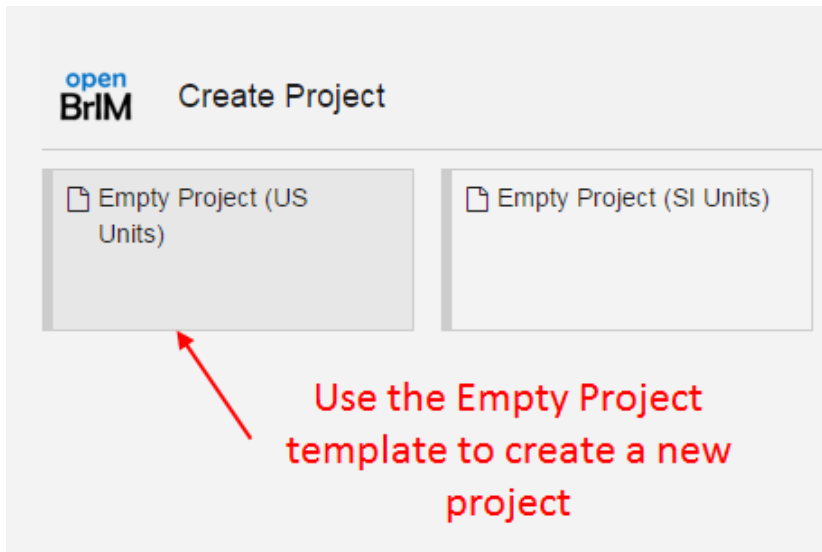 open
BrIM
Create Project
Empty Project (US
Units)
Empty Project (SI Units)
Use the Empty Project
template to create a new
project